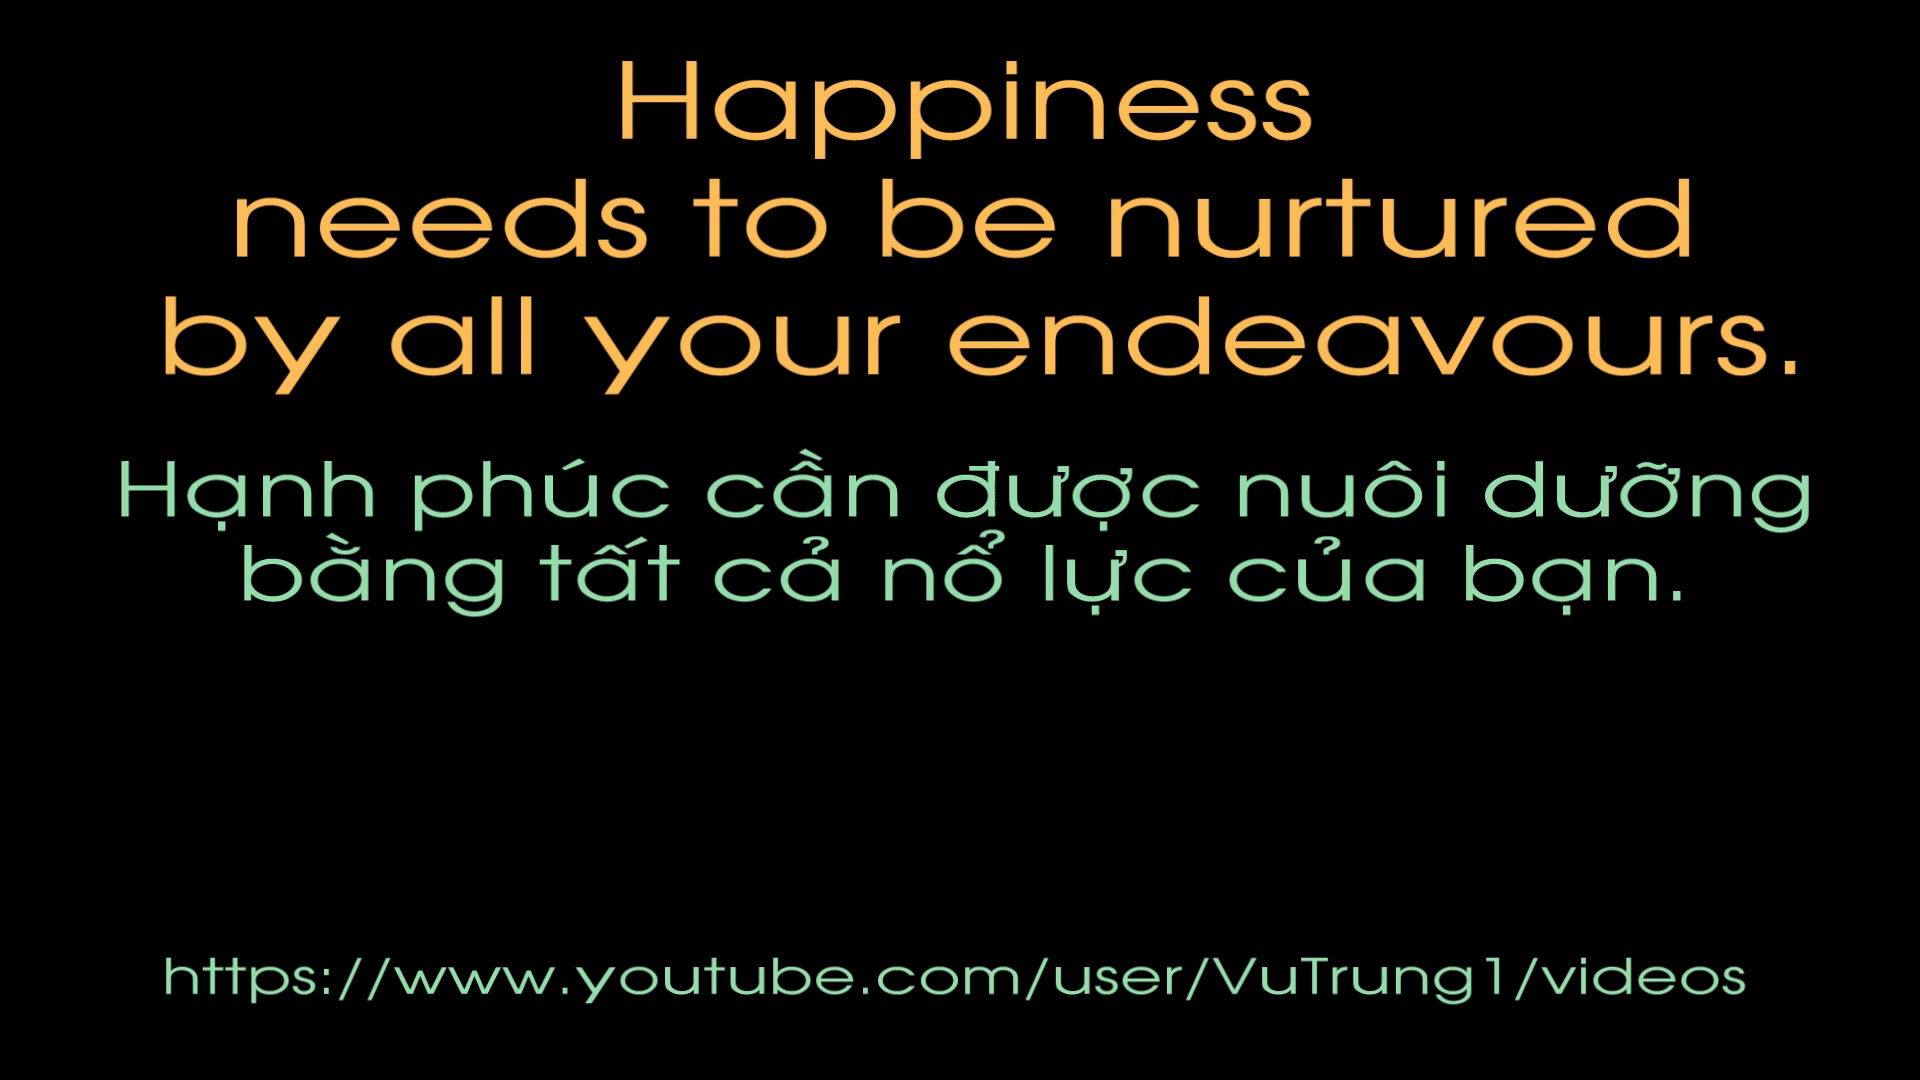 Happiness
needs to be nurtured
by all your endeavours.
Hạnh phúc cần được nuôi dưỡng
bằng tất cả nổ lực của bạn.
https://www.youtube.com/user/VuTrung1/videos